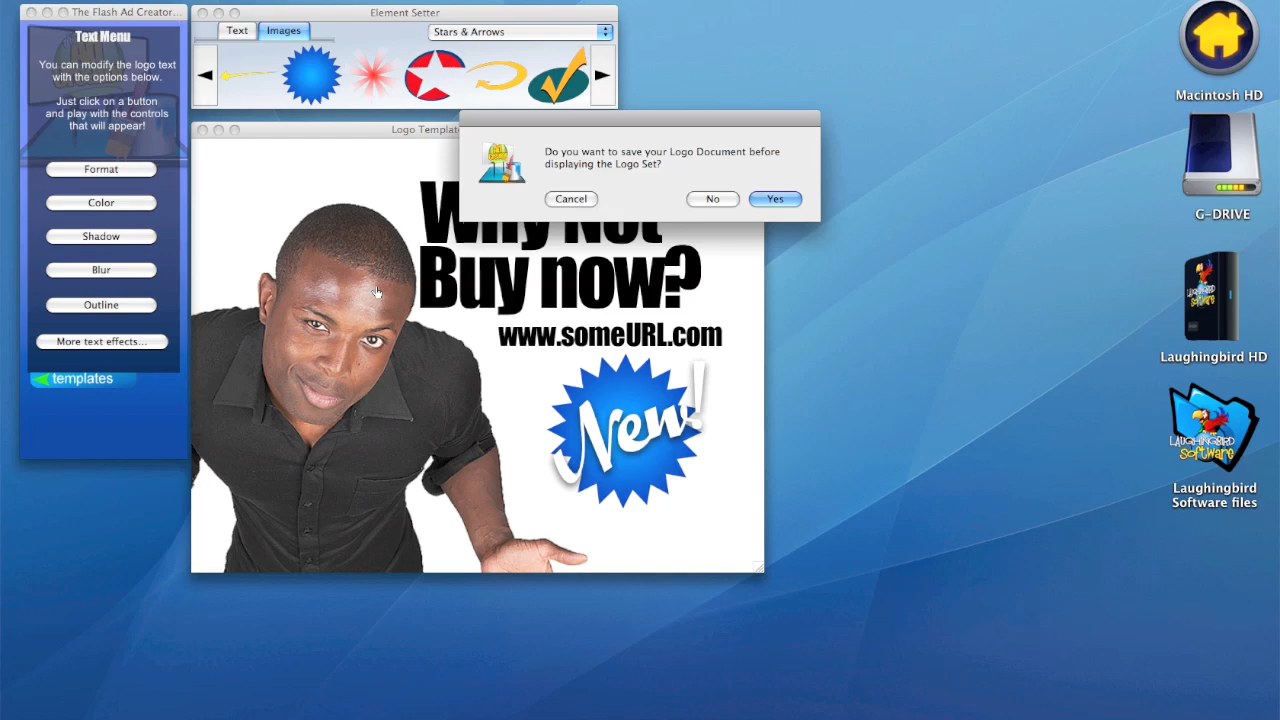 The Flash Ad Creator...
Text Menu
You can modify the logo text
with the options below.
Just click on a button
and play with the controls
that will appear!
Format
Color
Shadow
Blur
Outline
More text effects...
templates
Element Setter
Text
Images
Stars & Arrows
Logo Templat
Do you want to save your Logo Document before
displaying the Logo Set?
Cancel
No
Yes
Why Not
Buy now?
www.someURL.com
New!
Macintosh HD
G-DRIVE
LAUGHINGBIRD
SOFTWARE
Laughingbird HD
LAUGHINGBIRD
SOFTWARE
Laughingbird
Software files